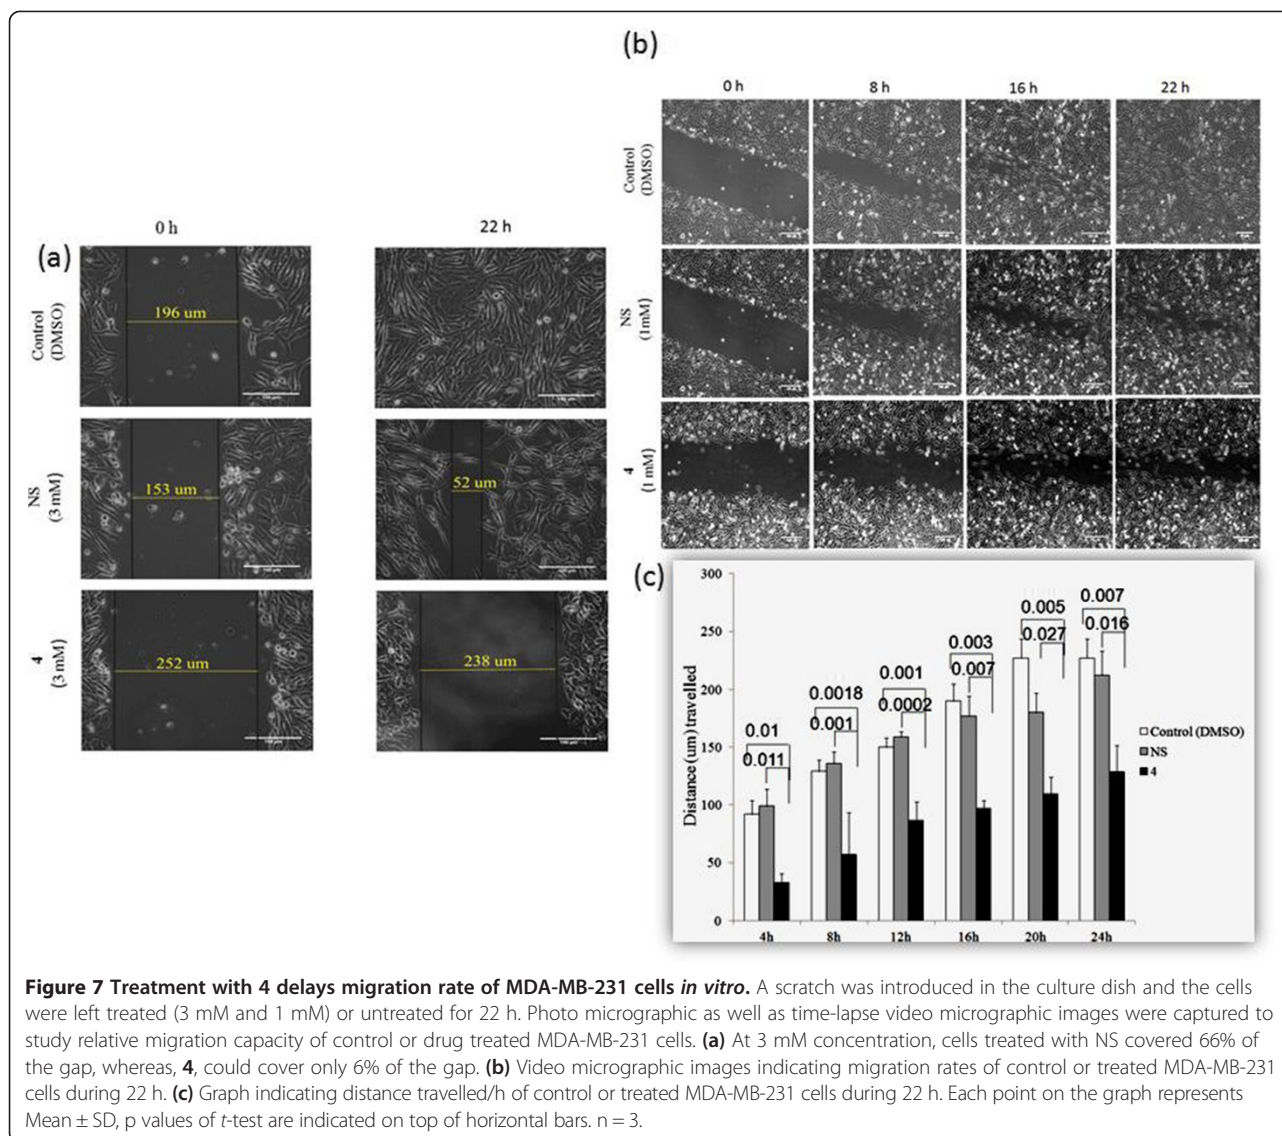 (b)
0 h 8 h 16 h 22 h
Control
(DMSO)
NS
(1mM)
4
(1 mM)
0 h 22 h
(a)
Control
(DMSO)
196 um
NS
(3 mM)
153 um 52 um
4
(3 mM)
252 um 238 um
(c)
Distance (um) travelled
300
250
200
150
100
50
0
0.01
0.011
0.0018
0.001
0.001
0.0002
0.003
0.007
0.005
0.027
0.007
0.016
4h 8h 12h 16h 20h 24h
Control (DMSO)
NS
4
Figure 7 Treatment with 4 delays migration rate of MDA-MB-231 cells in vitro. A scratch was introduced in the culture dish and the cells
were left treated (3 mM and 1 mM) or untreated for 22 h. Photo micrographic as well as time-lapse video micrographic images were captured to
study relative migration capacity of control or drug treated MDA-MB-231 cells. (a) At 3 mM concentration, cells treated with NS covered 66% of
the gap, whereas, 4, could cover only 6% of the gap. (b) Video micrographic images indicating migration rates of control or treated MDA-MB-231
cells during 22 h. (c) Graph indicating distance travelled/h of control or treated MDA-MB-231 cells during 22 h. Each point on the graph represents
Mean ± SD, p values of t-test are indicated on top of horizontal bars. n = 3.